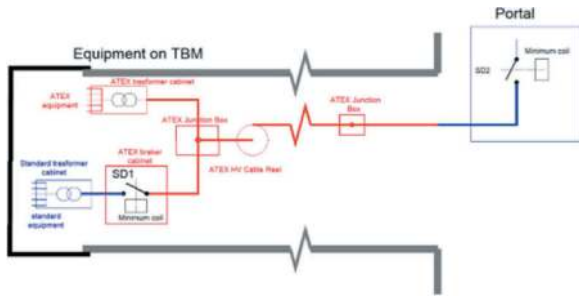 Portal
Equipment on TBM
Minimum coil
SD2
ATEX trasformer cabinet
ATEX
equipment
ATEX Junction
Box
ATEX Junction Box
ATEX braker
cabinet
ATEX HV Cable Reel
Standard trasformer
cabinet
SD1
standard
equipment
Minimum coil